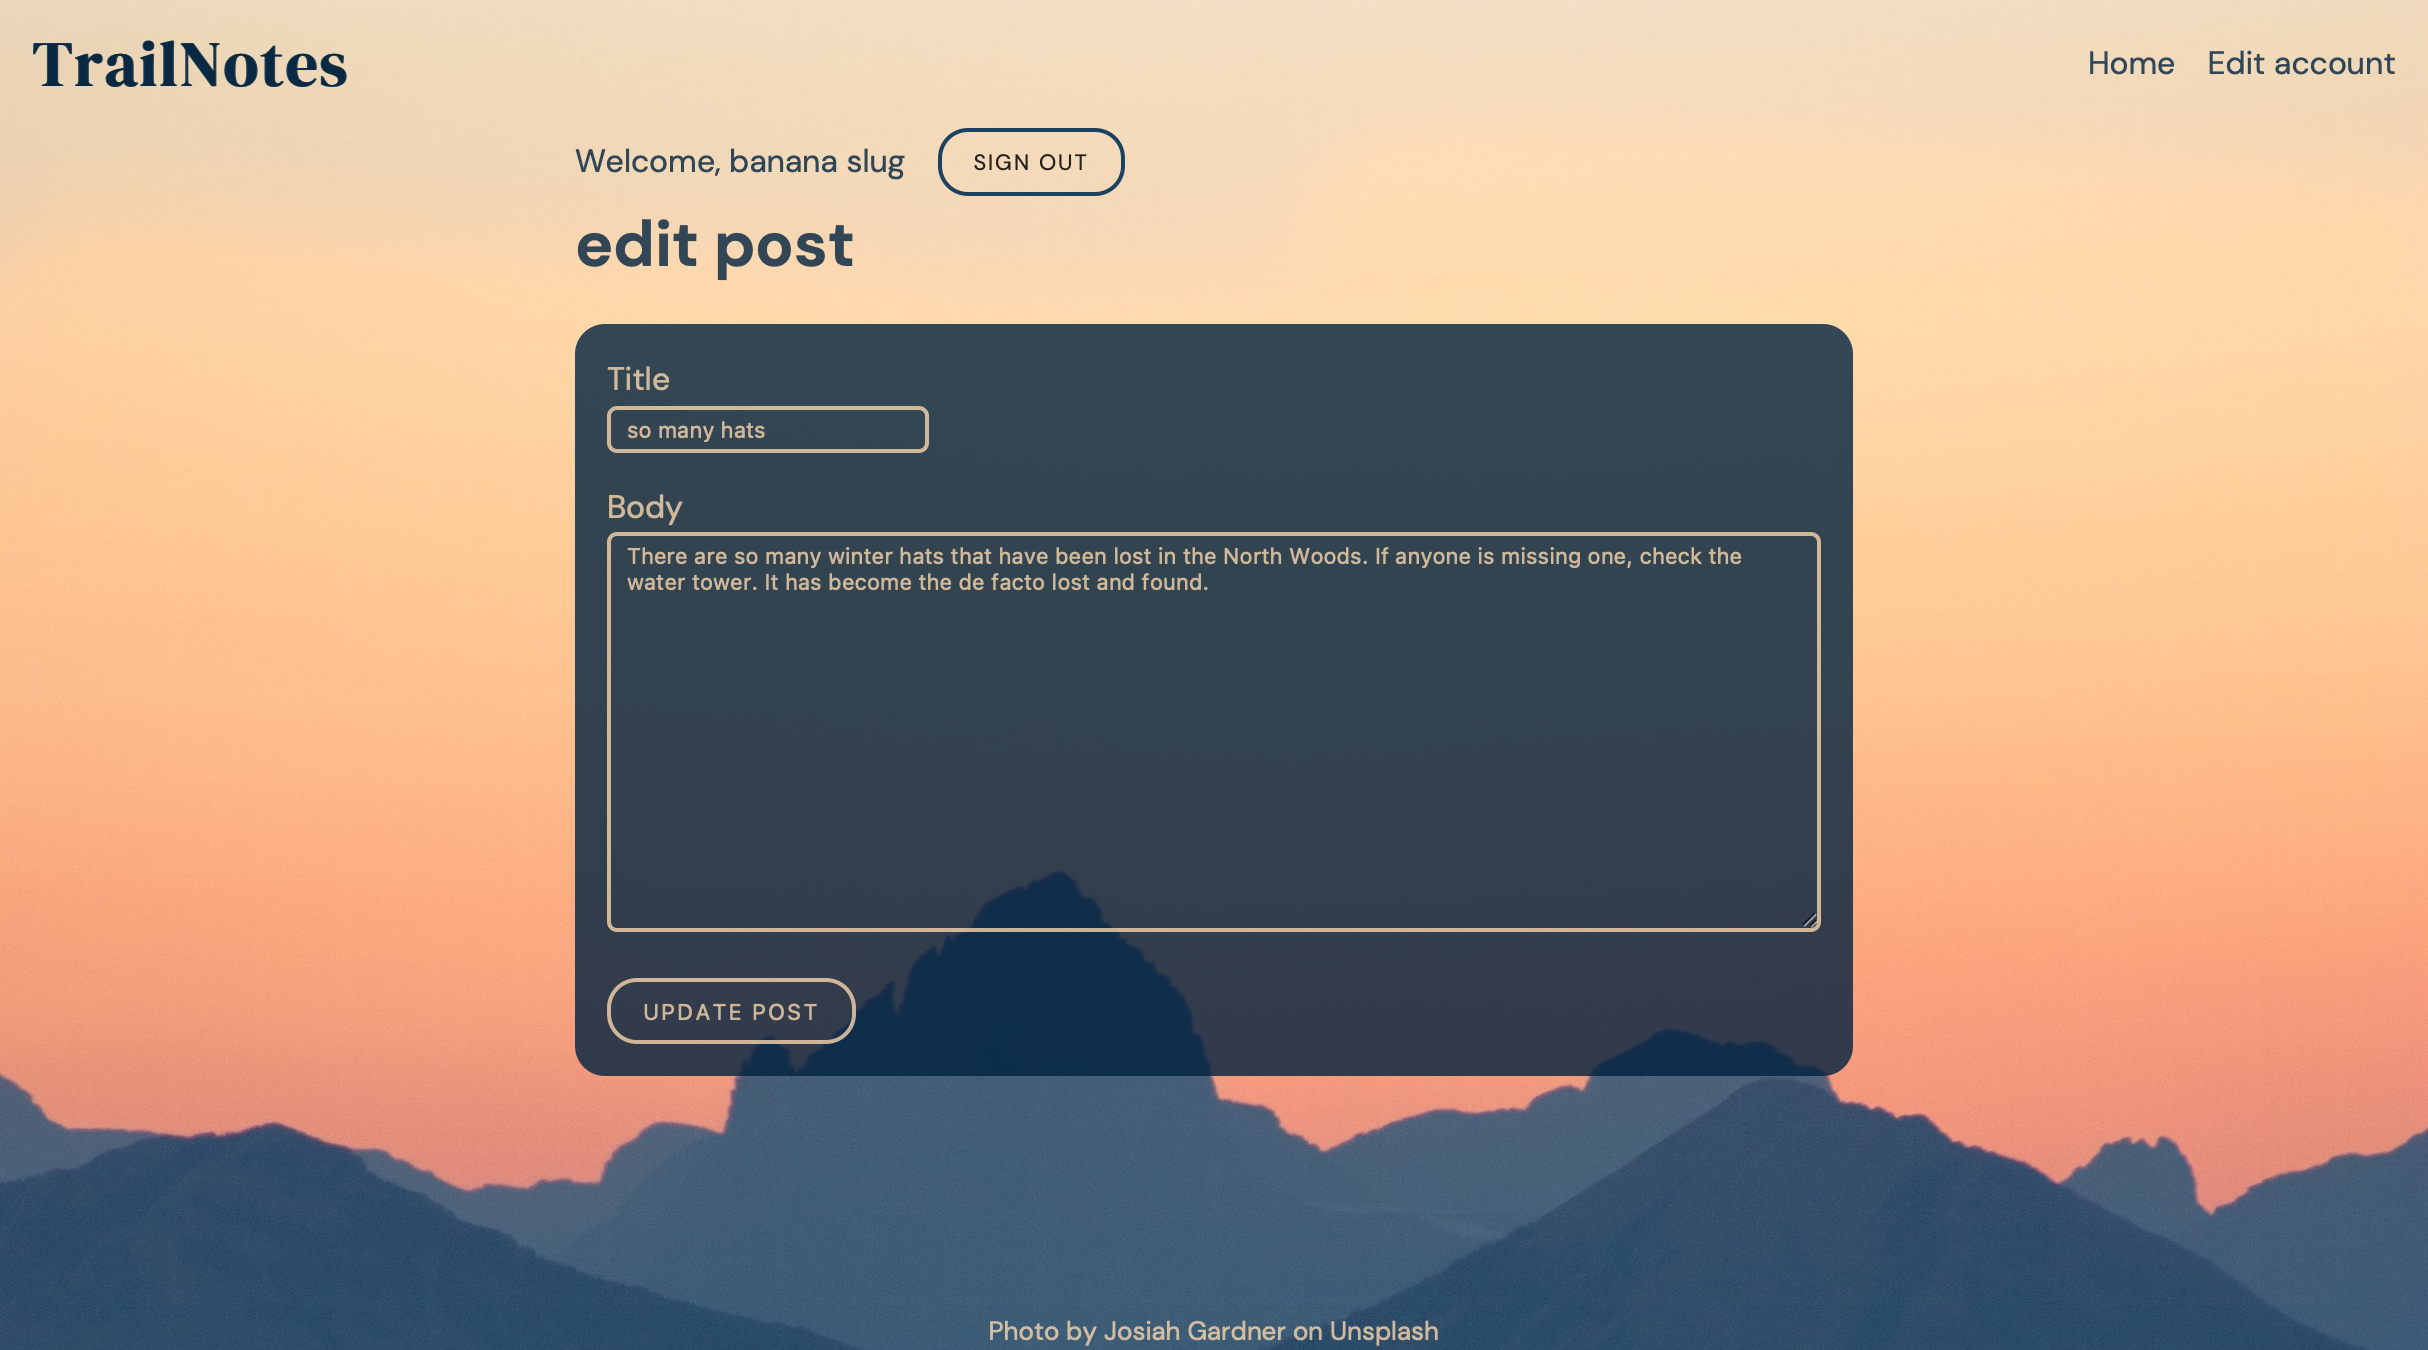 TrailNotes
Home
Edit account
Welcome, banana slug
SIGN OUT
edit post
Title
so many hats
Body
There are so many winter hats that have been lost in the North Woods. If anyone is missing one, check the
water tower. It has become the de facto lost and found.
UPDATE POST
Photo by Josiah Gardner on Unsplash